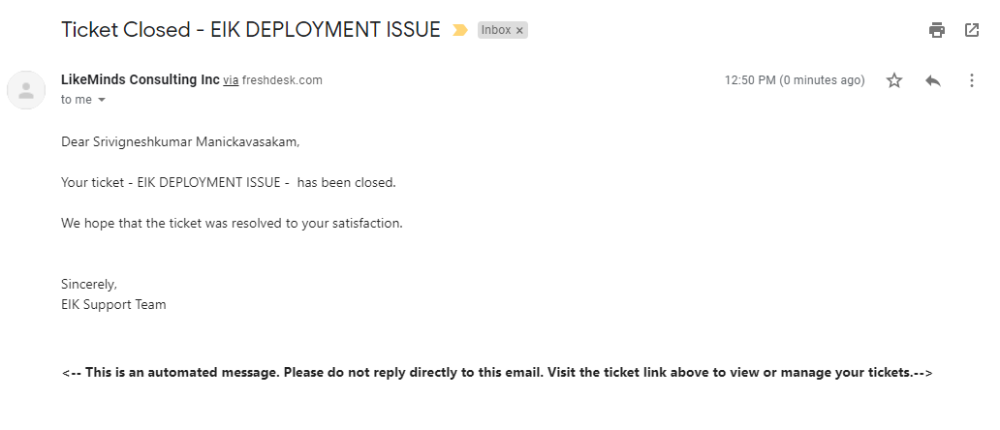 Ticket Closed - EIK DEPLOYMENT ISSUE Inbox ×
LikeMinds Consulting Inc via freshdesk.com 12:50 PM (0 minutes ago)
to me
Dear Srivigneshkumar Manickavasakam,
Your ticket - EIK DEPLOYMENT ISSUE - has been closed.
We hope that the ticket was resolved to your satisfaction.
Sincerely,
EIK Support Team
<-- This is an automated message. Please do not reply directly to this email. Visit the ticket link above to view or manage your tickets.-->